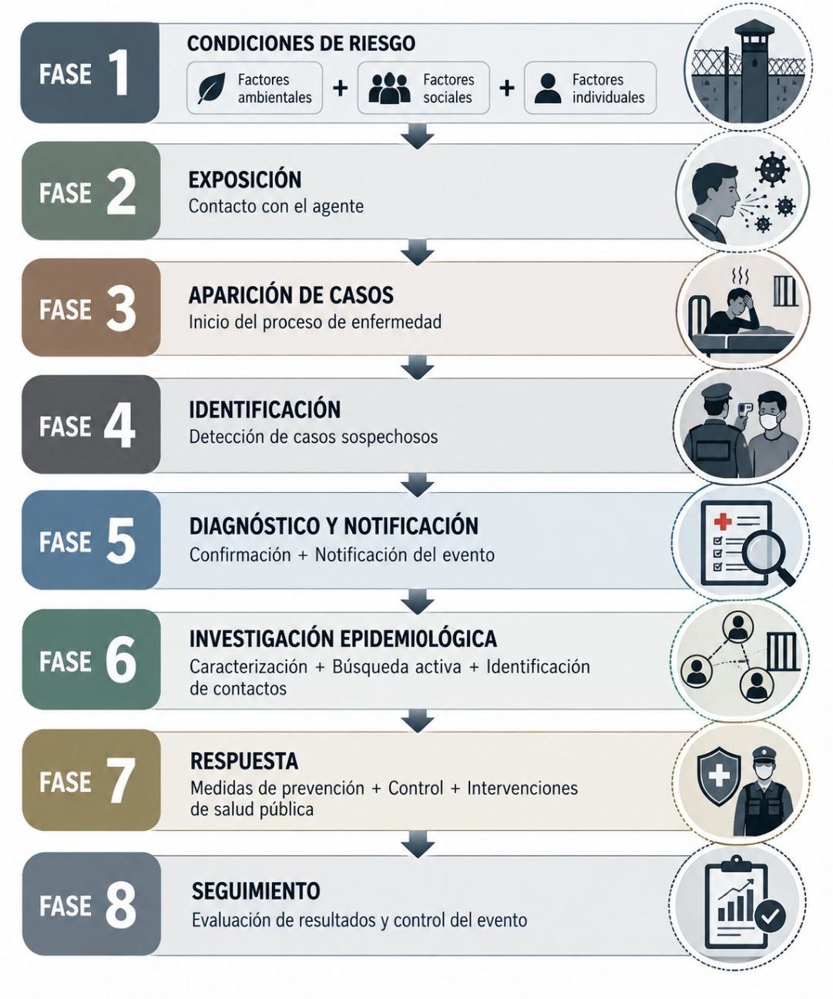 FASE 1
CONDICIONES DE RIESGO
Factores
ambientales
+
Factores
sociales
+
Factores
individuales
FASE 2
EXPOSICIÓN
Contacto con el agente
FASE 3
APARICIÓN DE CASOS
Inicio del proceso de enfermedad
FASE 4
IDENTIFICACIÓN
Detección de casos sospechosos
FASE 5
DIAGNÓSTICO Y NOTIFICACIÓN
Confirmación + Notificación del evento
FASE 6
INVESTIGACIÓN EPIDEMIOLÓGICA
Caracterización + Búsqueda activa + Identificación
de contactos
FASE 7
RESPUESTA
Medidas de prevención + Control + Intervenciones
de salud pública
FASE 8
SEGUIMIENTO
Evaluación de resultados y control del evento